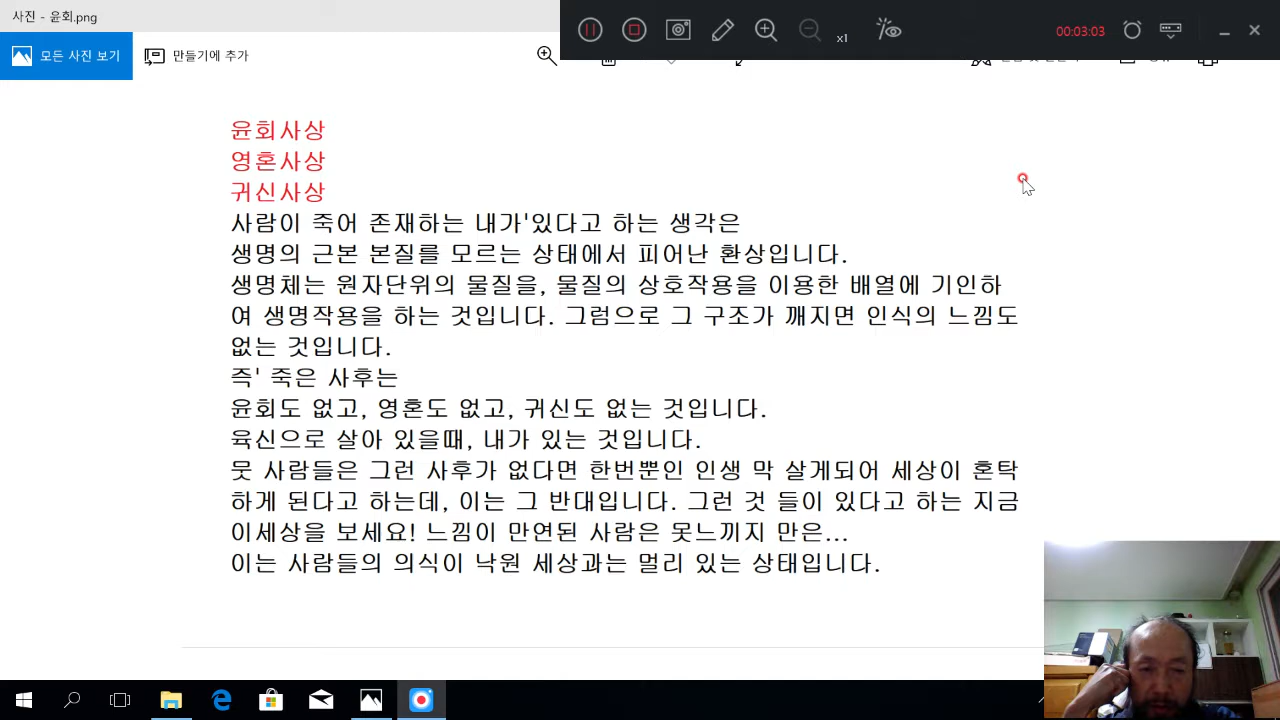 사진 - 윤회.png
x1
00:03:03
모든 사진 보기
만들기에 추가
윤회사상
영혼사상
귀신사상
사람이 죽어 존재하는 내가'있다고 하는 생각은
생명의 근본 본질를 모르는 상태에서 피어난 환상입니다.
생명체는 원자단위의 물질을, 물질의 상호작용을 이용한 배열에 기인하
여 생명작용을 하는 것입니다. 그럼으로 그 구조가 깨지면 인식의 느낌도
없는 것입니다.
즉' 죽은 사후는
윤회도 없고, 영혼도 없고, 귀신도 없는 것입니다.
육신으로 살아 있을때, 내가 있는 것입니다.
뭇 사람들은 그런 사후가 없다면 한번뿐인 인생 막 살게되어 세상이 혼탁
하게 된다고 하는데, 이는 그 반대입니다. 그런 것 들이 있다고 하는 지금
이세상을 보세요! 느낌이 만연된 사람은 못느끼지 만은...
이는 사람들의 의식이 낙원 세상과는 멀리 있는 상태입니다.